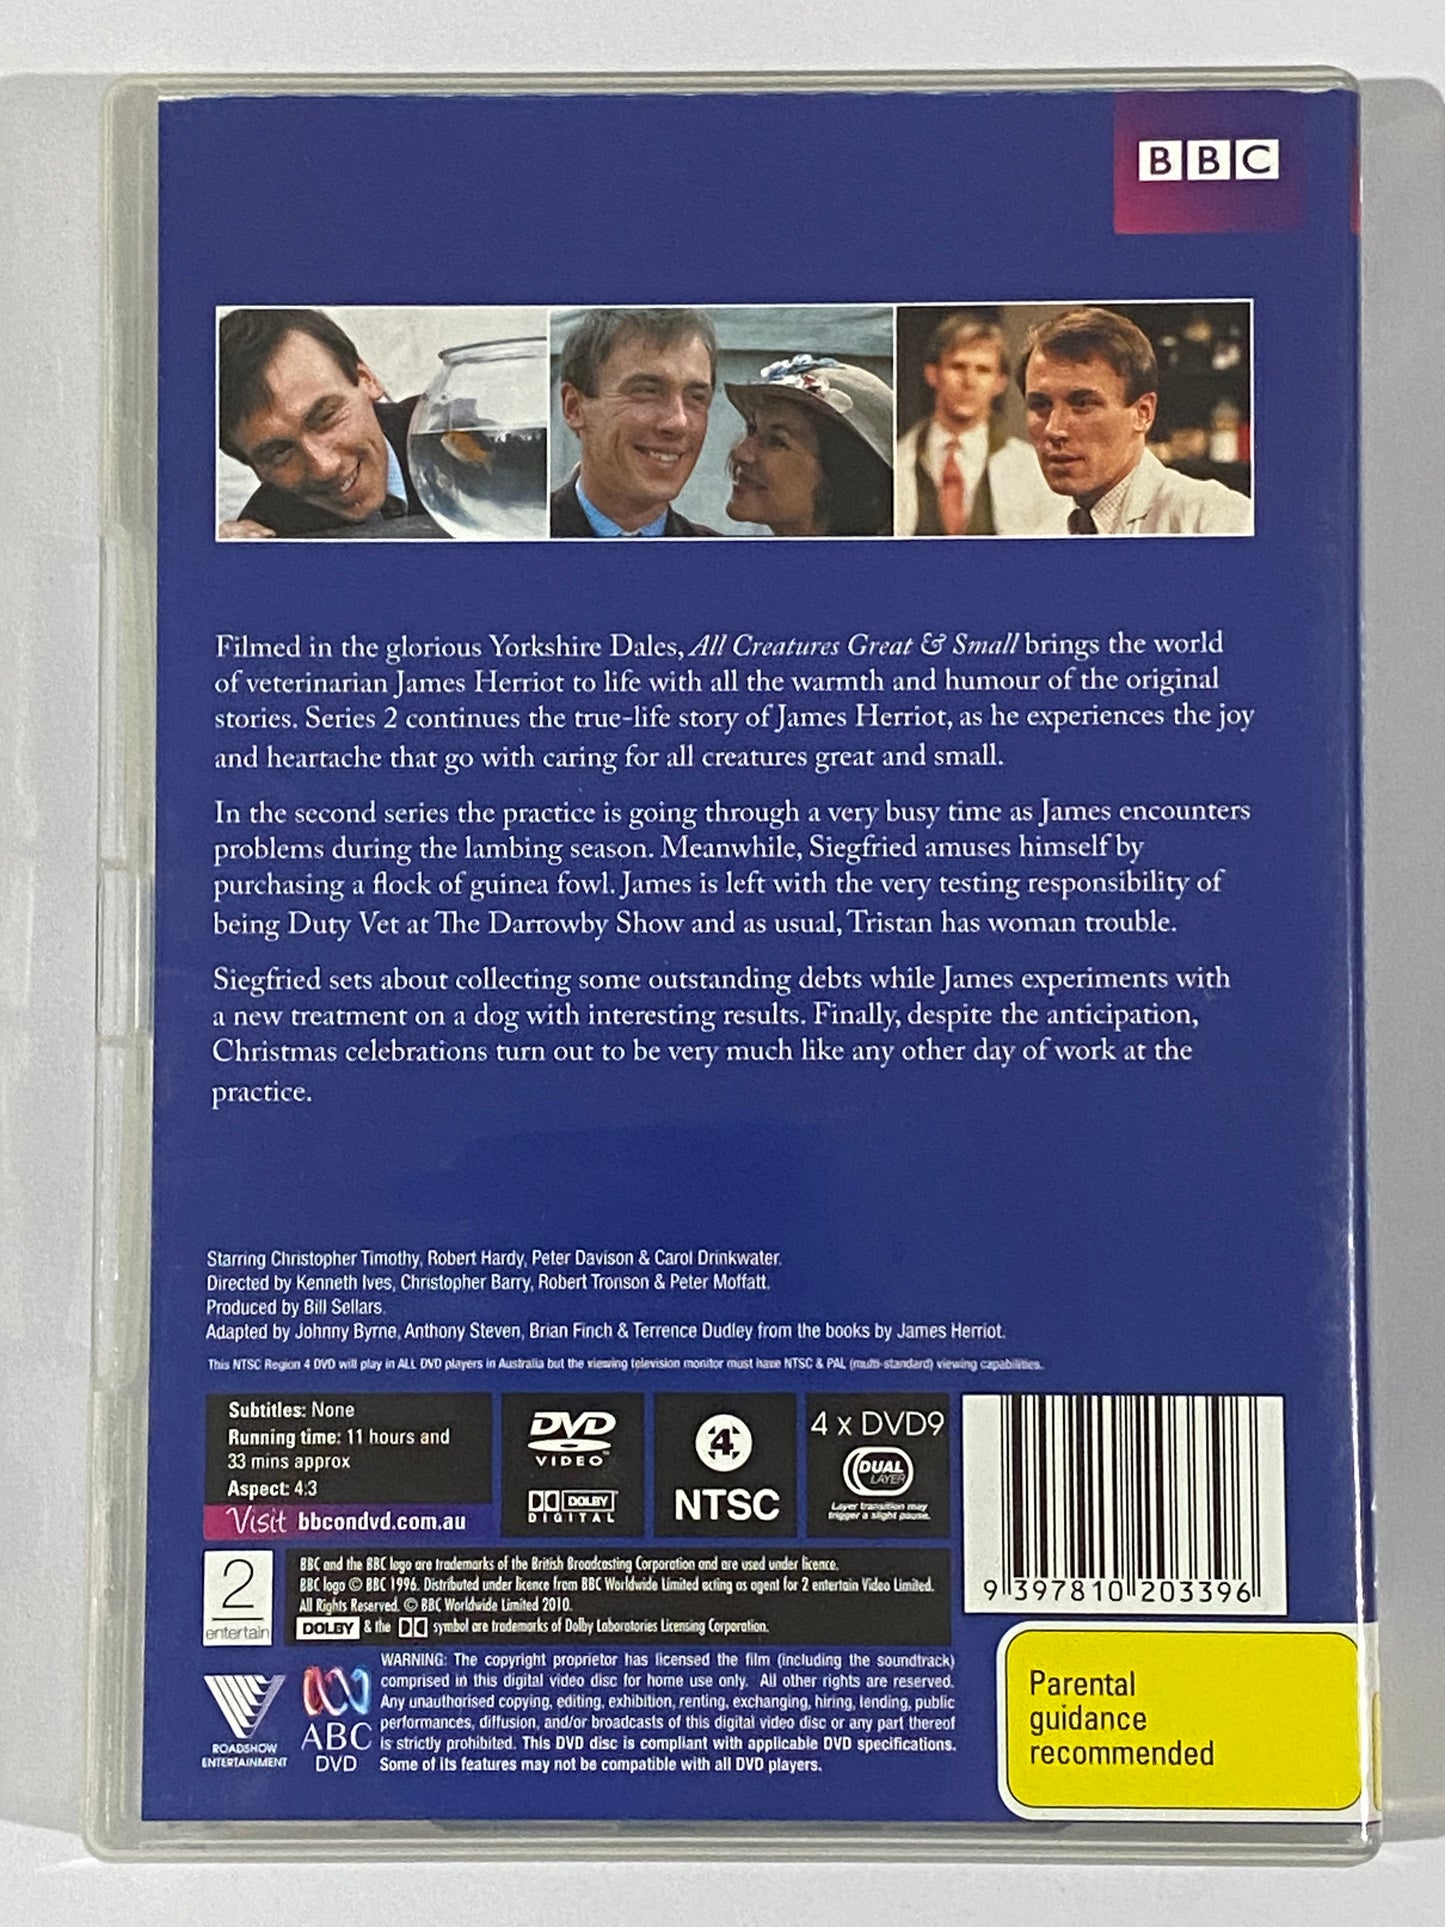 BBC
Filmed in the glorious Yorkshire Dales, All Creatures Great & Small brings the world
of veterinarian James Herriot to life with all the warmth and humour of the original
stories. Series 2 continues the true-life story of James Herriot, as he experiences the joy
and heartache that go with caring for all creatures great and small.
In the second series the practice is going through a very busy time as James encounters
problems during the lambing season. Meanwhile, Siegfried amuses himself by
purchasing a flock of guinea fowl. James is left with the very testing responsibility of
being Duty Vet at The Darrowby Show and as usual, Tristan has woman trouble.
Siegfried sets about collecting some outstanding debts while James experiments with
a new treatment on a dog with interesting results. Finally, despite the anticipation,
Christmas celebrations turn out to be very much like any other day of work at the
practice.
Starring Christopher Timothy, Robert Hardy, Peter Davison & Carol Drinkwater.
Directed by Kenneth Ives, Christopher Barry, Robert Tronson & Peter Moffatt.
Produced by Bill Sellars.
Adapted by Johnny Byrne, Anthony Steven, Brian Finch & Terrence Dudley from the books by James Herriot.
This NTSC Region 4 DVD will play in ALL DVD players in Australia but the viewing television monitor must have NTSC & PAL (multi-standard) viewing capabilities.
Subtitles: None
Running time: 11 hours and
33 mins approx
Aspect: 4:3
Visit bbcondvd.com.au
DVD
VIDEO™
DOLBY
DIGITAL
4
NTSC
4 x DVD9
DUAL
LAYER
Layer transition may
trigger a slight pause.
9 397810 203396
2
entertain
BBC and the BBC logo are trademarks of the British Broadcasting Corporation and are used under licence.
BBC logo © BBC 1996. Distributed under licence from BBC Worldwide Limited acting as agent for 2 entertain Video Limited.
All Rights Reserved. © BBC Worldwide Limited 2010.
DOLBY & the symbol are trademarks of Dolby Laboratories Licensing Corporation.
ROADSHOW
ENTERTAINMENT
ABC
DVD
WARNING: The copyright proprietor has licensed the film (including the soundtrack)
comprised in this digital video disc for home use only. All other rights are reserved.
Any unauthorised copying, editing, exhibition, renting, exchanging, hiring, lending, public
performances, diffusion, and/or broadcasts of this digital video disc or any part thereof
is strictly prohibited. This DVD disc is compliant with applicable DVD specifications.
Some of its features may not be compatible with all DVD players.
Parental
guidance
recommended